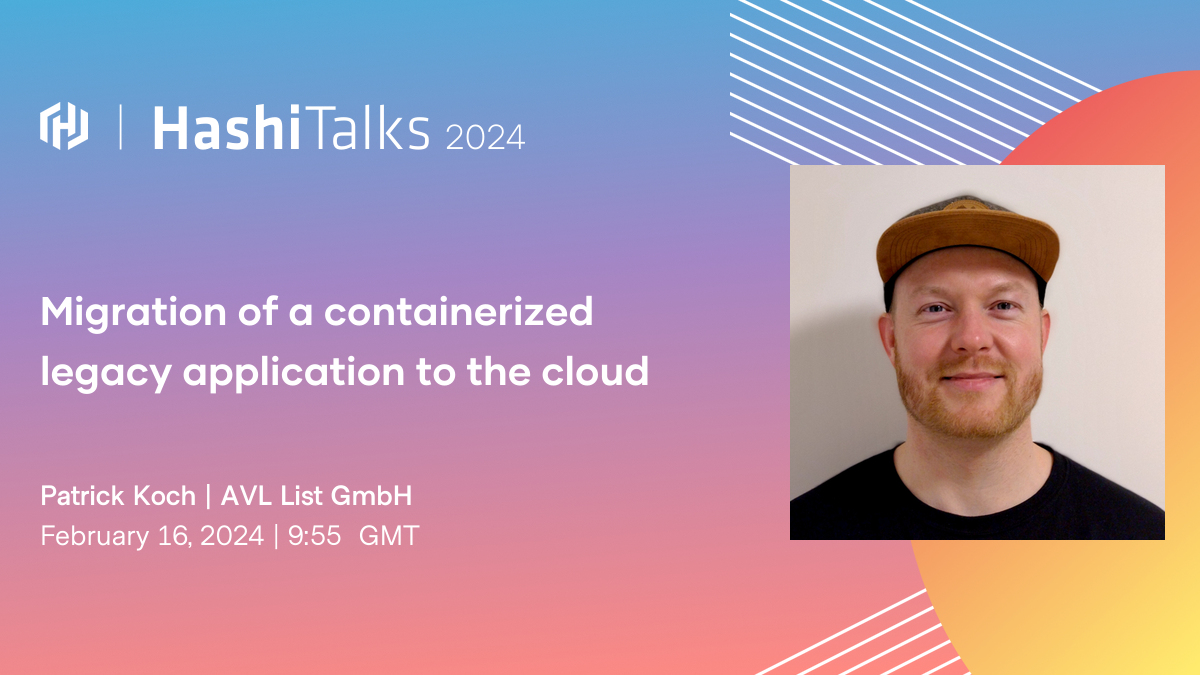 HashiTalks 2024
Migration of a containerized
legacy application to the cloud
Patrick Koch | AVL List GmbH
February 16, 2024 | 9:55 GMT